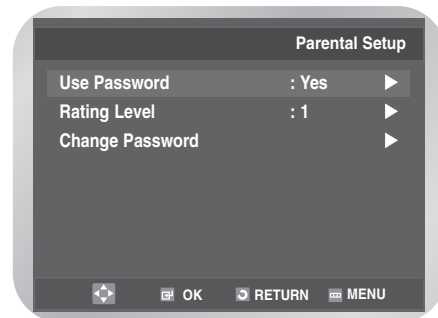 Parental Setup
Use Password : Yes ►
Rating Level : 1 ►
Change Password ►
OK RETURN MENU